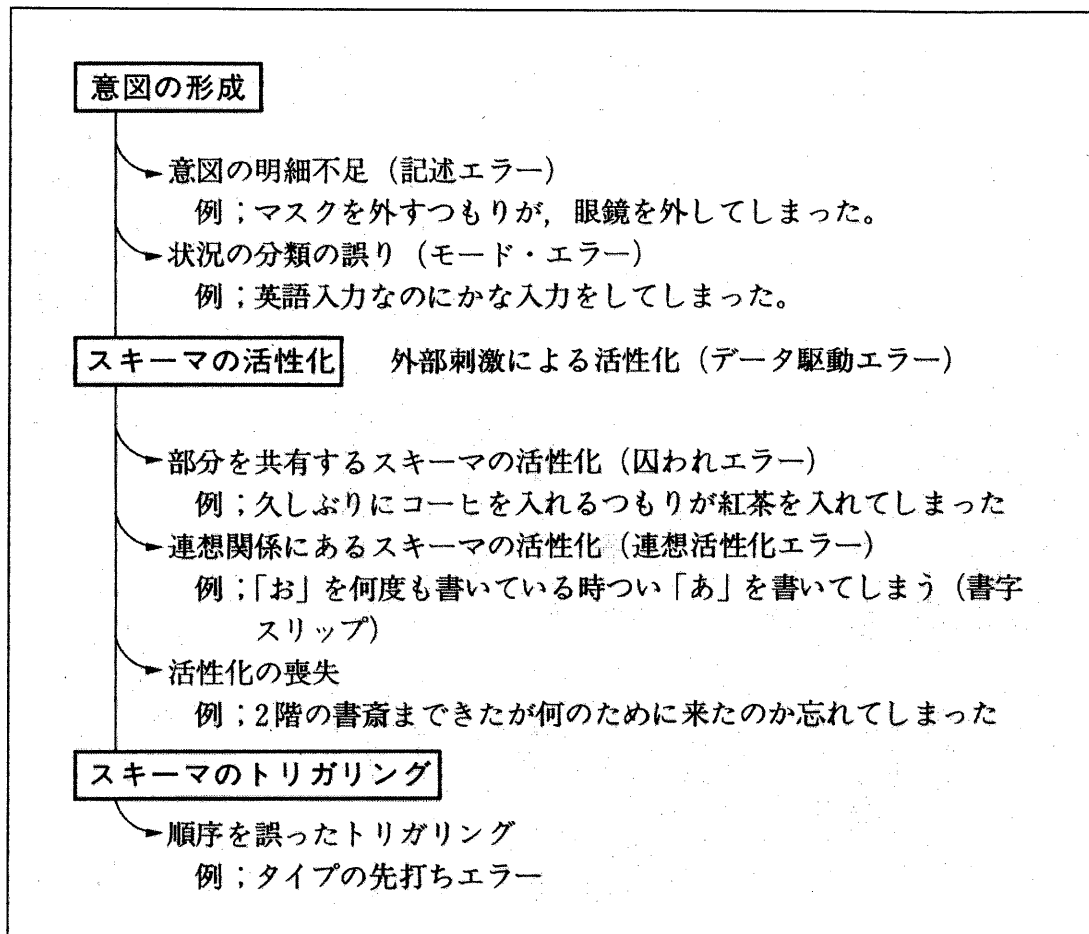 意図の形成
意図の明細不足（記述エラー）
例；マスクを外すつもりが，眼鏡を外してしまった。
状況の分類の誤り（モード・エラー）
例；英語入力なのにかな入力をしてしまった。
スキーマの活性化　外部刺激による活性化（データ駆動エラー）
部分を共有するスキーマの活性化（囚われエラー）
例；久しぶりにコーヒを入れるつもりが紅茶を入れてしまった
連想関係にあるスキーマの活性化（連想活性化エラー）
例；「お」を何度も書いている時つい「あ」を書いてしまう（書字
スリップ）
活性化の喪失
例；2階の書斎まできたが何のために来たのか忘れてしまった
スキーマのトリガリング
順序を誤ったトリガリング
例；タイプの先打ちエラー